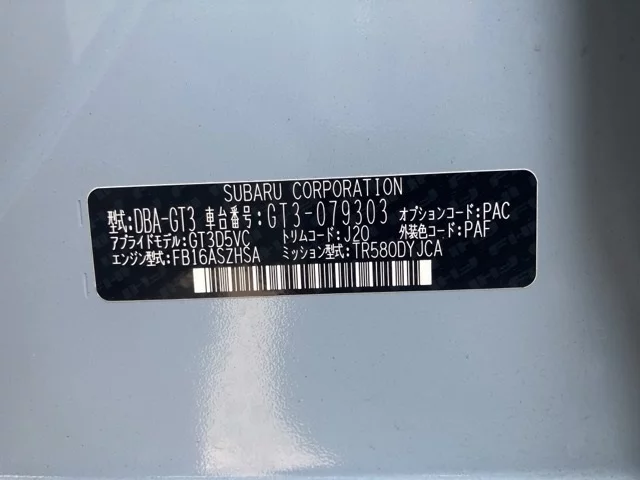 SUBARU CORPORATION
型式:DBA-GT3 車台番号:GT3-079303 オプションコード:PAC
アプライドモデル:GT3D5VC トリムコード:J20 外装色コード:PAF
エンジン型式:FB16ASZHSA ミッション型式:TR580DYJCA